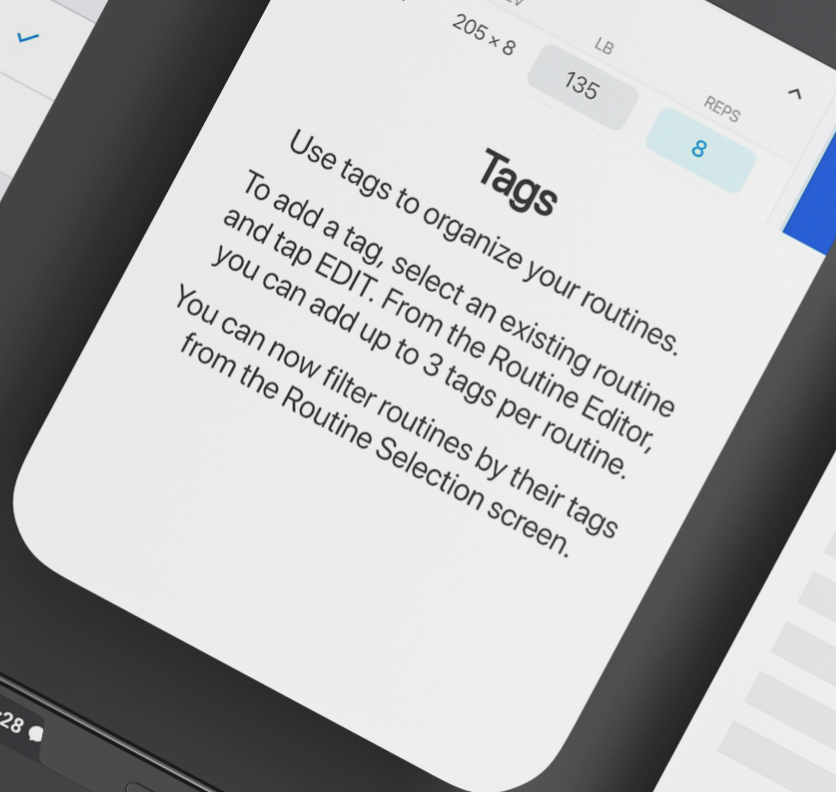 LB
REPS
205 × 8
135
8
Tags
Use tags to organize your routines.
To add a tag, select an existing routine
and tap EDIT. From the Routine Editor,
you can add up to 3 tags per routine.
You can now filter routines by their tags
from the Routine Selection screen.
28